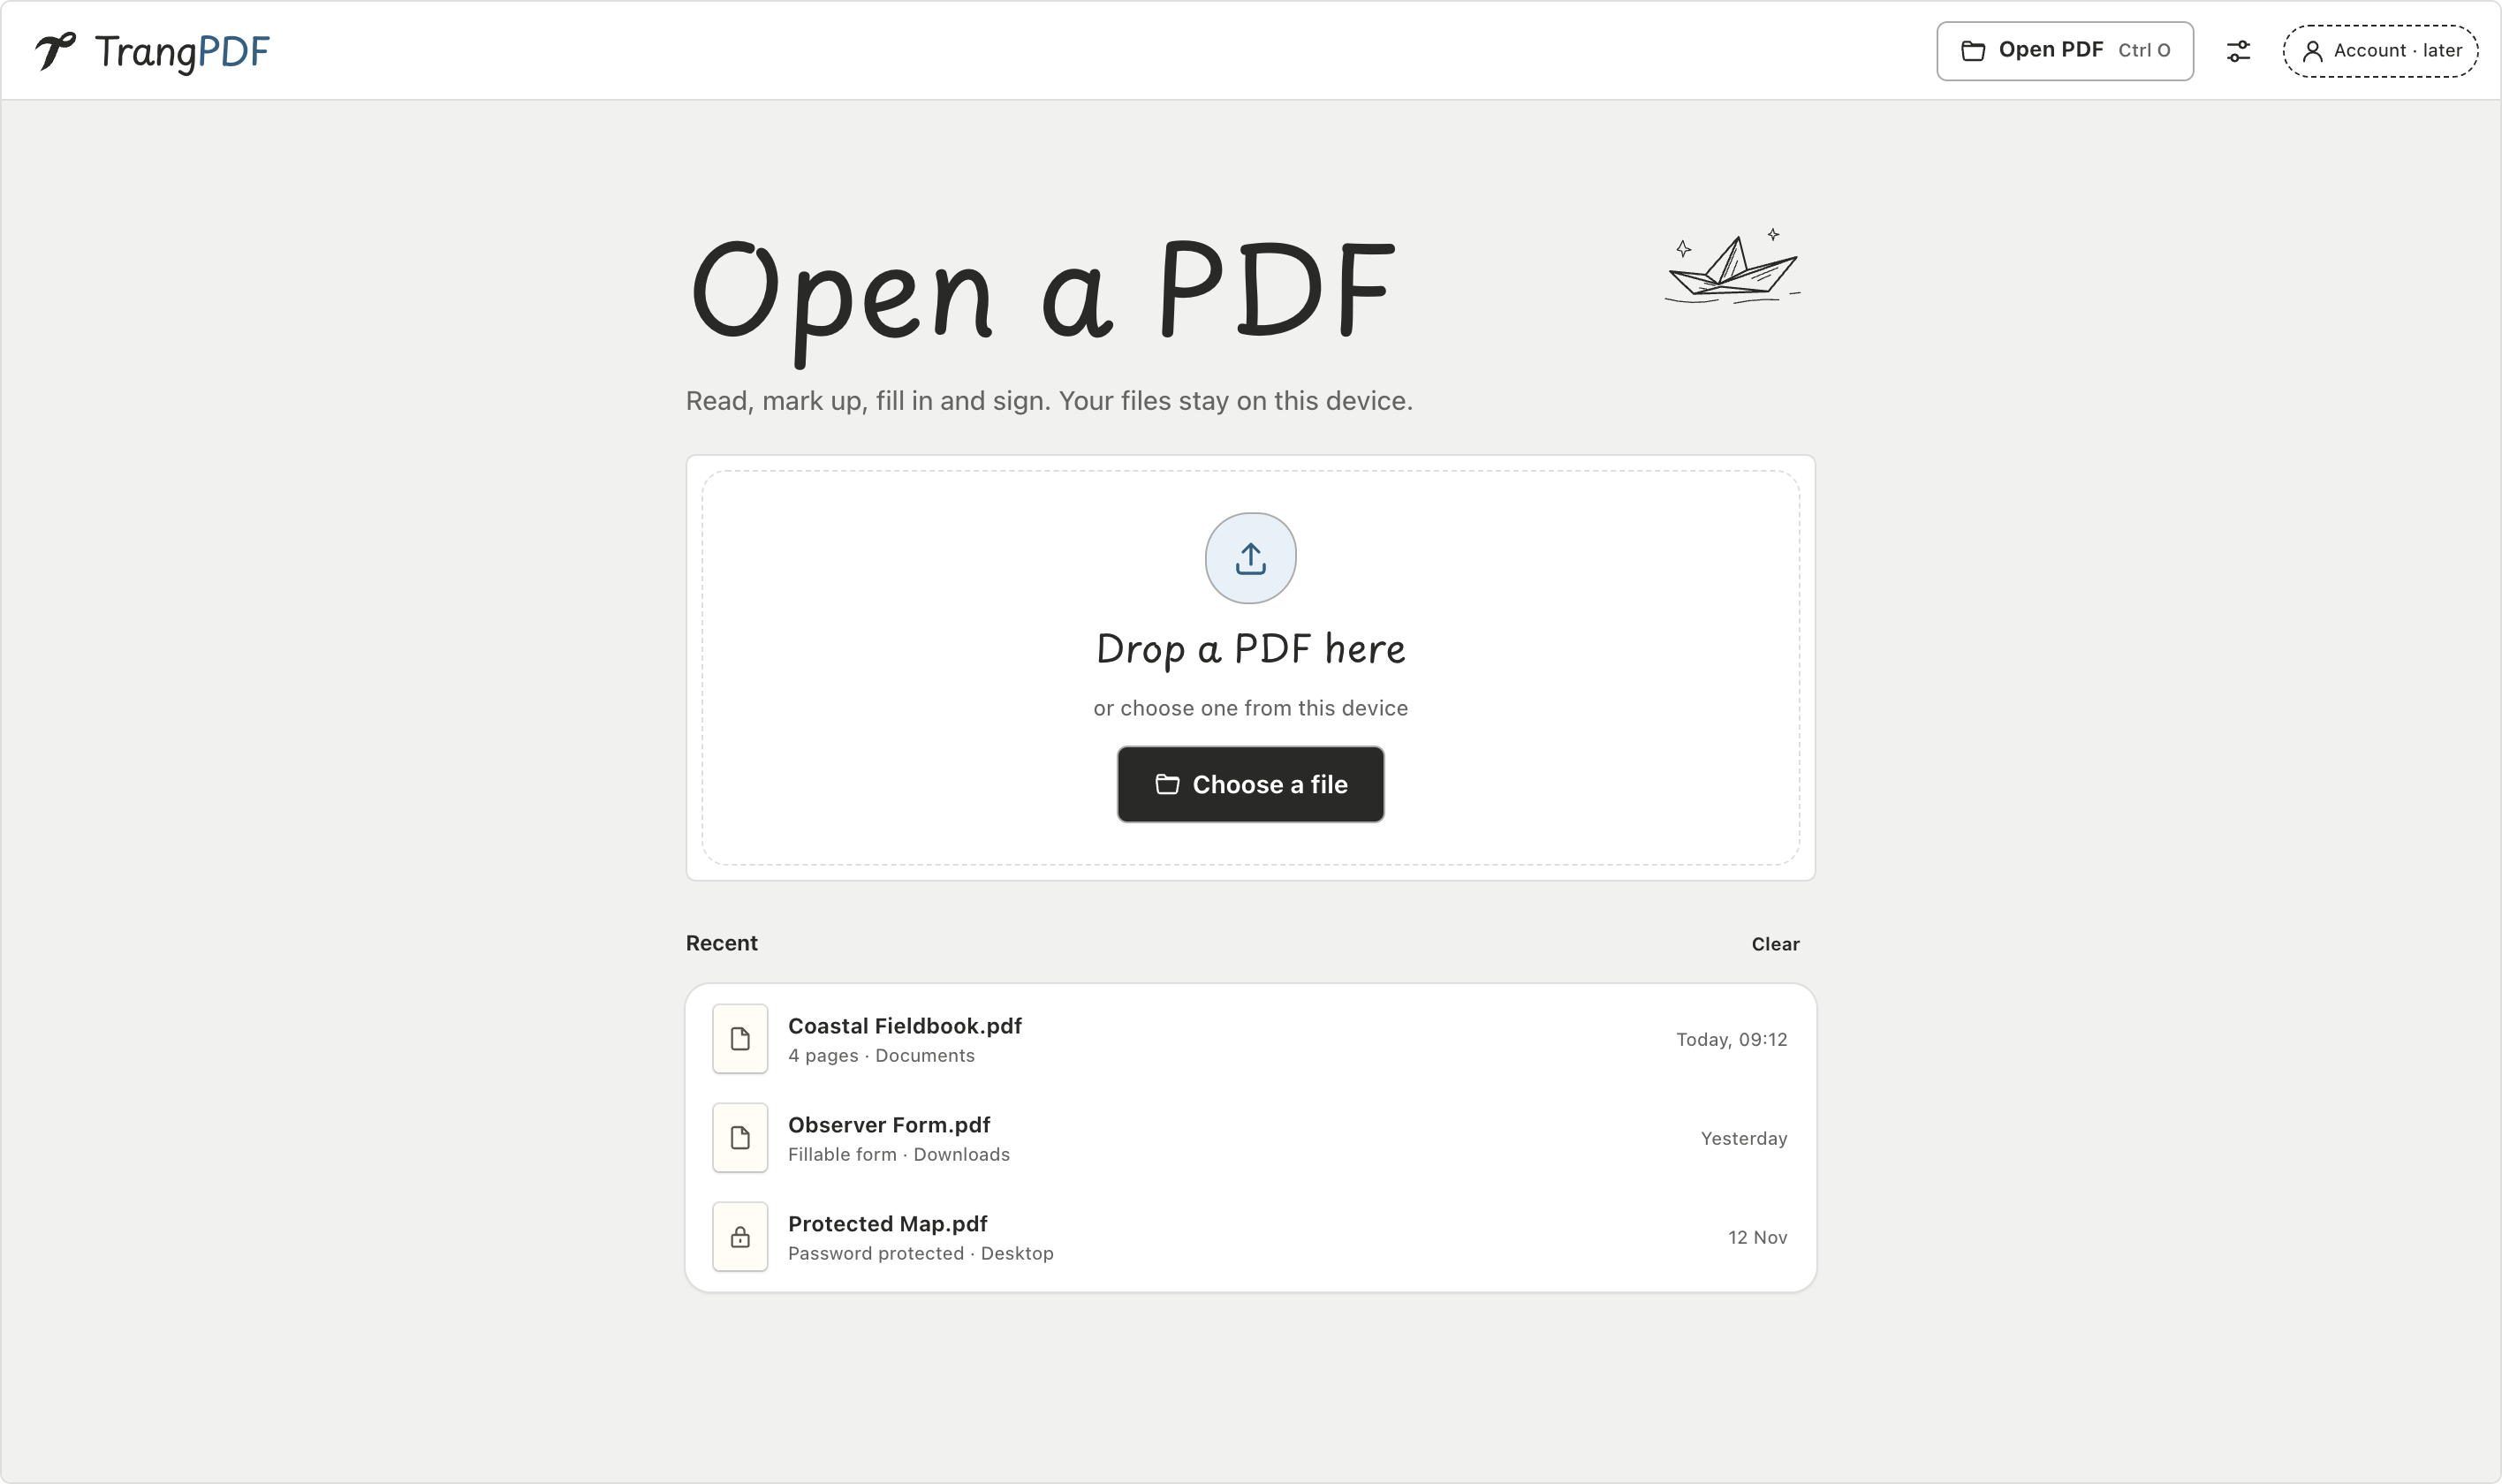 TrangPDF
Open PDF Ctrl O
Account · later
Open a PDF
Read, mark up, fill in and sign. Your files stay on this device.
Drop a PDF here
or choose one from this device
Choose a file
Recent
Clear
Coastal Fieldbook.pdf
4 pages · Documents
Today, 09:12
Observer Form.pdf
Fillable form · Downloads
Yesterday
Protected Map.pdf
Password protected · Desktop
12 Nov